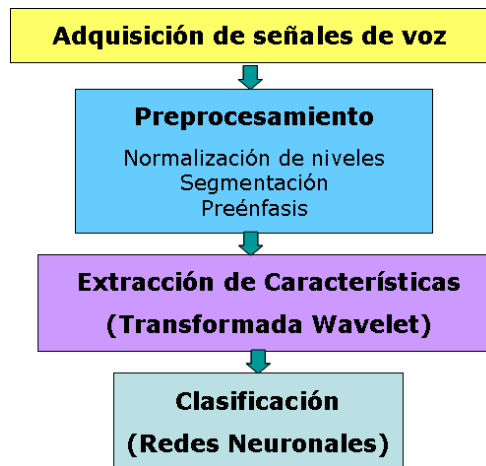 Adquisición de señales de voz
Preprocesamiento
Normalización de niveles
Segmentación
Preénfasis
Extracción de Características
(Transformada Wavelet)
Clasificación
(Redes Neuronales)